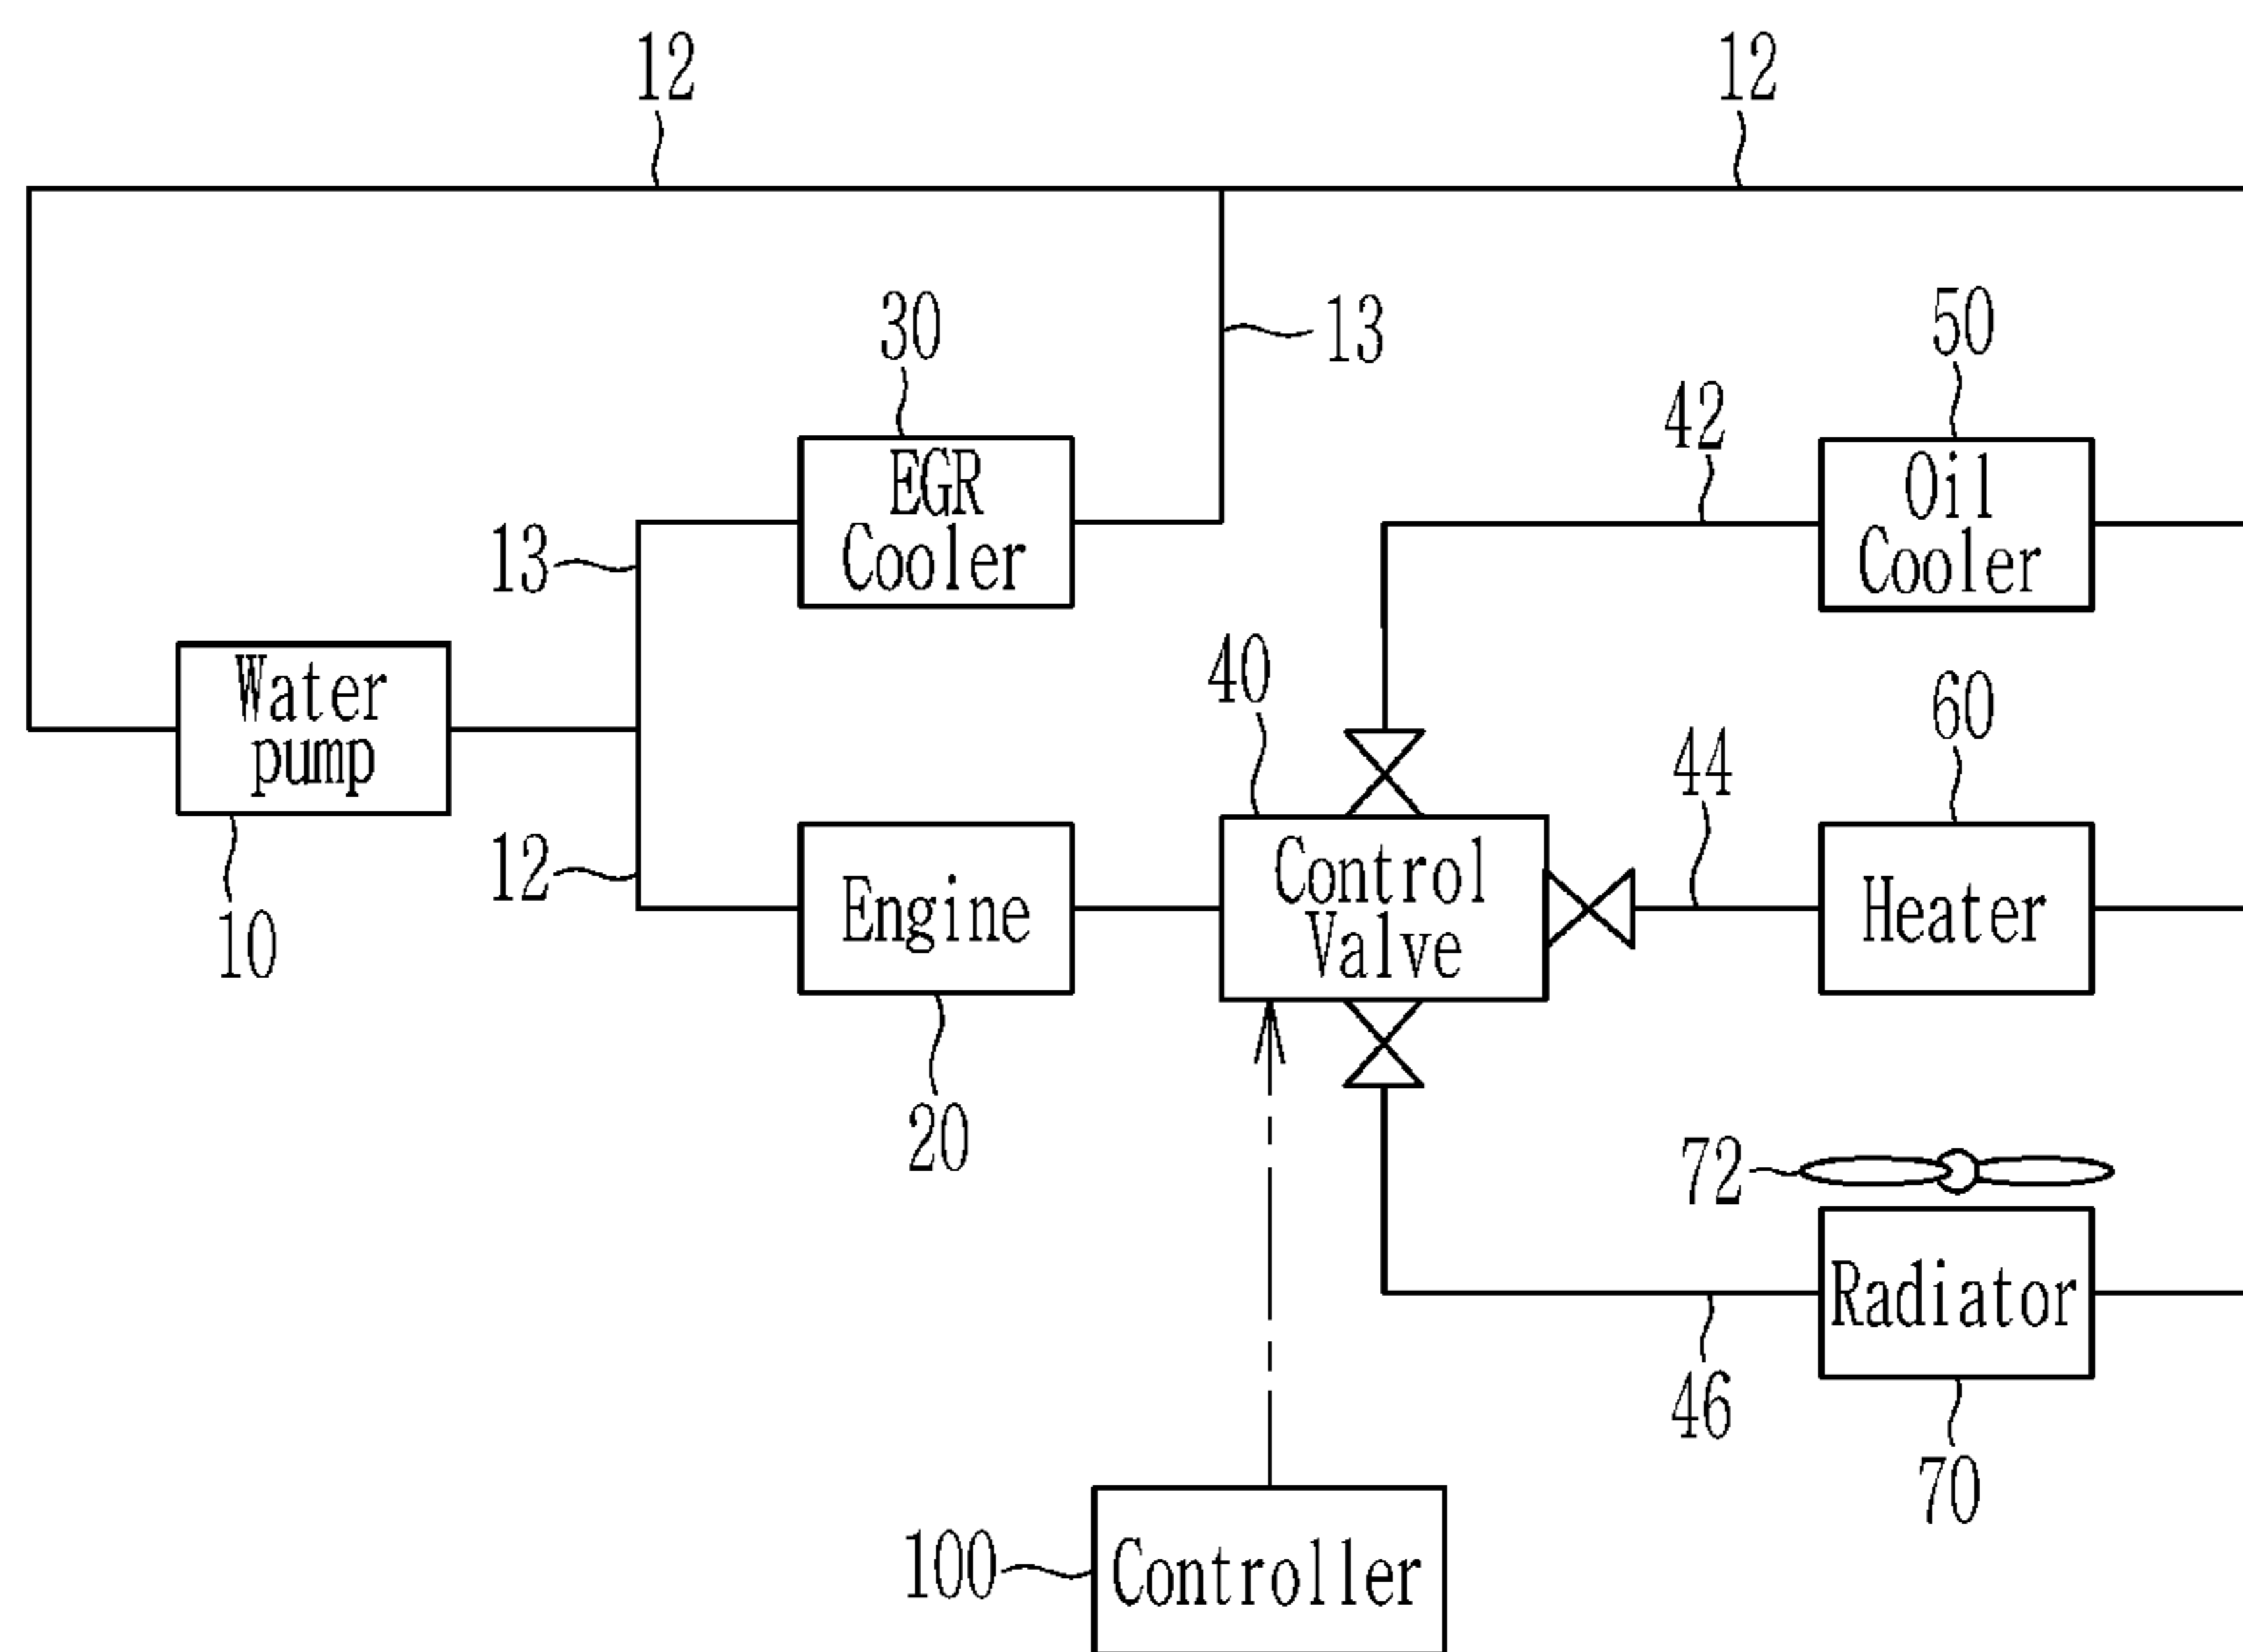 12
12
30
13
50
42
EGR
Cooler
Oil
Cooler
13
40
60
Water
pump
44
12
Engine
Control
Valve
Heater
10
20
72
Radiator
46
70
100
Controller